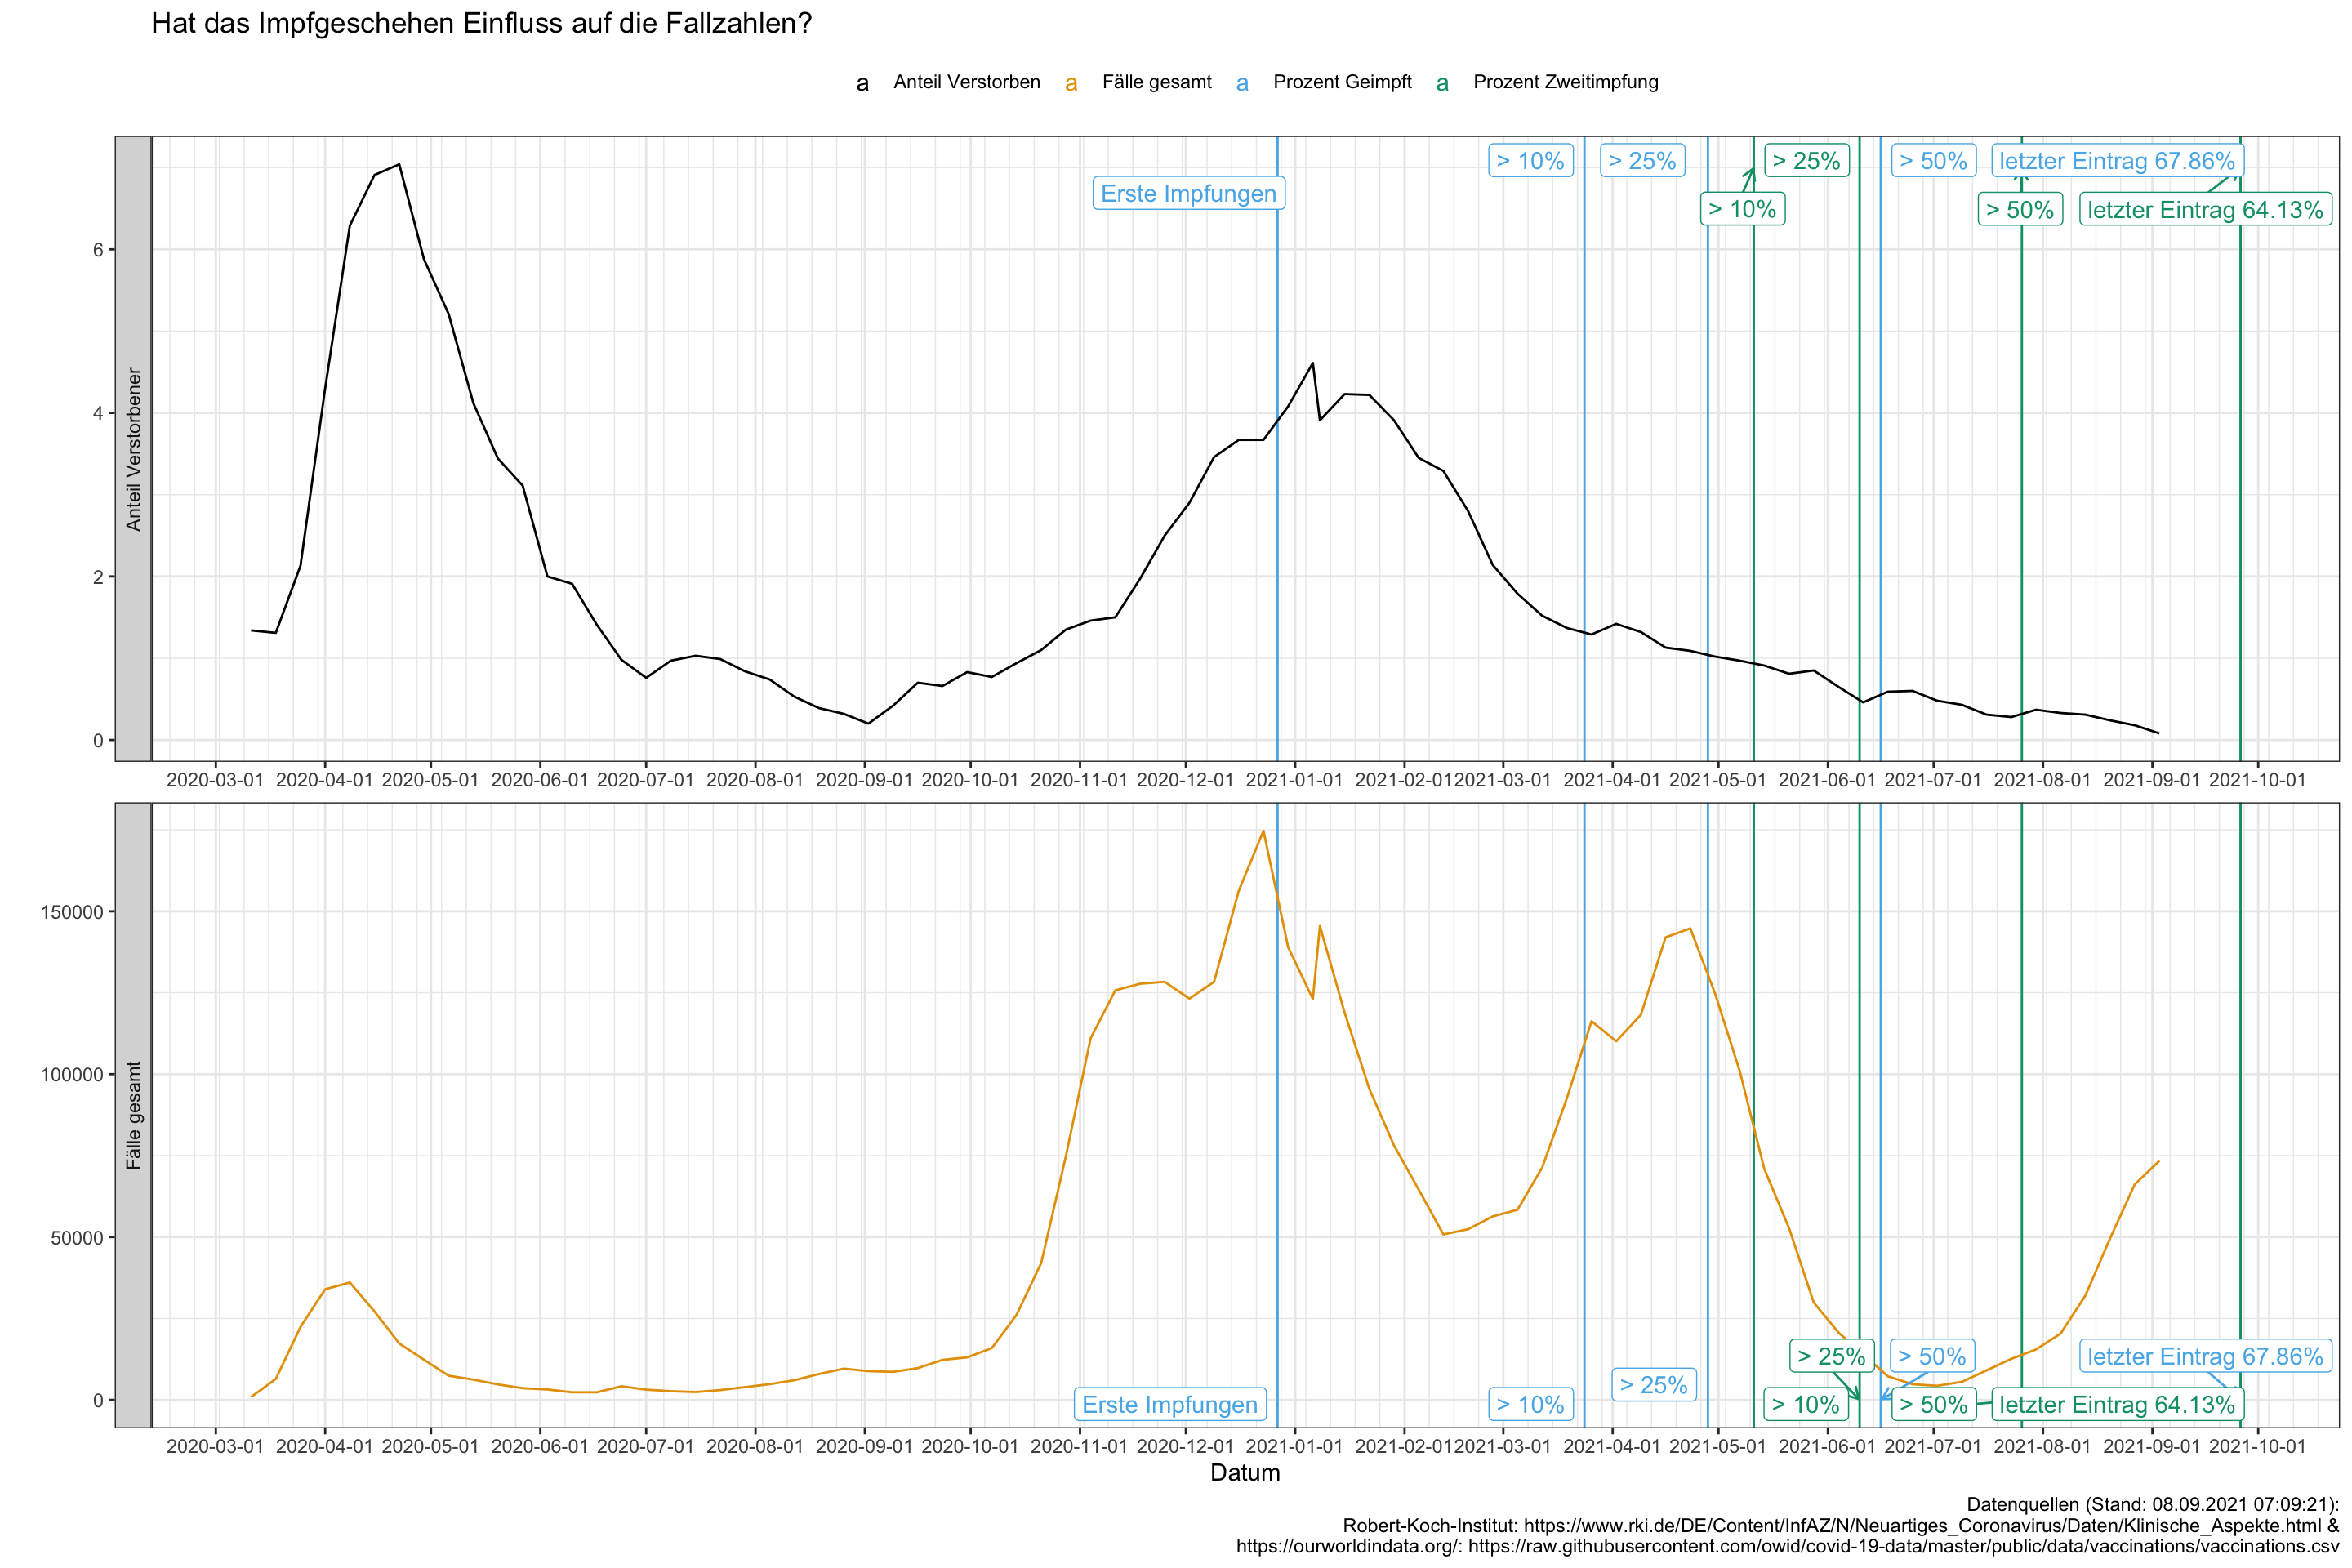 Hat das Impfgeschehen Einfluss auf die Fallzahlen?
a Anteil Verstorben a Fälle gesamt a Prozent Geimpft a Prozent Zweitimpfung
> 10% > 25% > 25% > 50% letzter Eintrag 67.86%
Erste Impfungen > 10% > 50% letzter Eintrag 64.13%
Anteil Verstorbener
6
4
2
0
2020-03-01 2020-04-01 2020-05-01 2020-06-01 2020-07-01 2020-08-01 2020-09-01 2020-10-01 2020-11-01 2020-12-01 2021-01-01 2021-02-01 2021-03-01 2021-04-01 2021-05-01 2021-06-01 2021-07-01 2021-08-01 2021-09-01 2021-10-01
Fälle gesamt
150000
100000
50000
0
> 25% > 50% letzter Eintrag 67.86%
> 25%
Erste Impfungen > 10% > 10% > 50% letzter Eintrag 64.13%
2020-03-01 2020-04-01 2020-05-01 2020-06-01 2020-07-01 2020-08-01 2020-09-01 2020-10-01 2020-11-01 2020-12-01 2021-01-01 2021-02-01 2021-03-01 2021-04-01 2021-05-01 2021-06-01 2021-07-01 2021-08-01 2021-09-01 2021-10-01
Datum
Datenquellen (Stand: 08.09.2021 07:09:21):
Robert-Koch-Institut: https://www.rki.de/DE/Content/InfAZ/N/Neuartiges_Coronavirus/Daten/Klinische_Aspekte.html &
https://ourworldindata.org/: https://raw.githubusercontent.com/owid/covid-19-data/master/public/data/vaccinations/vaccinations.csv